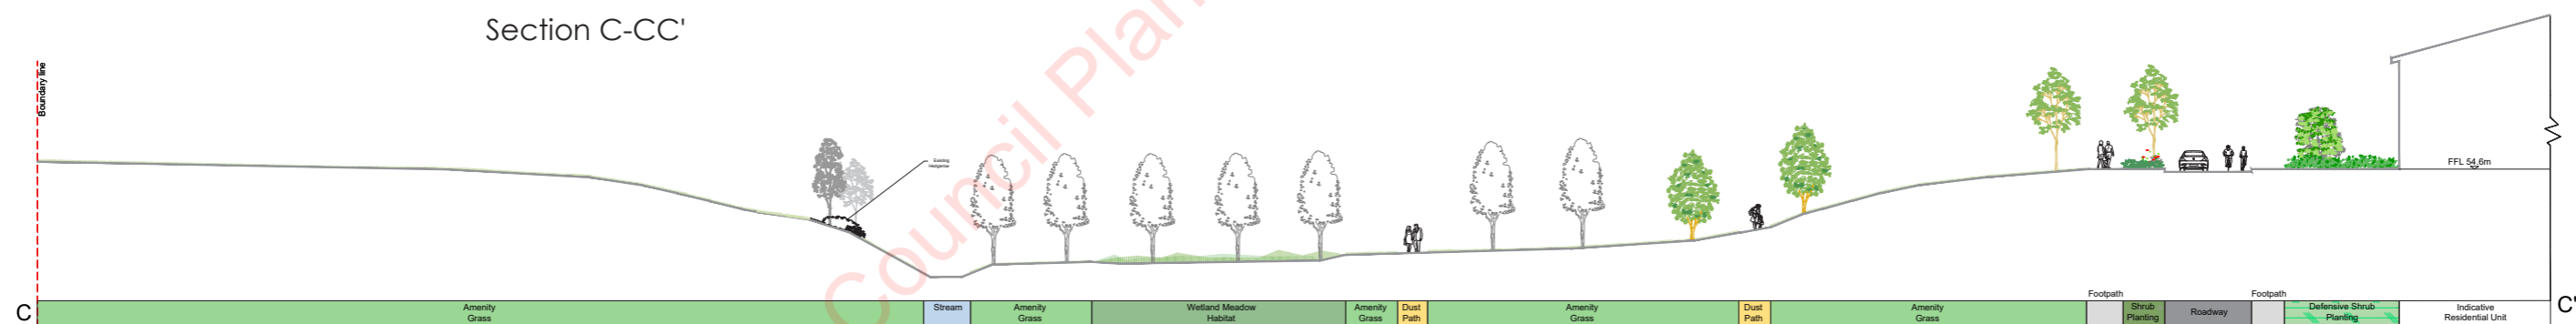 Section C-CC'
Council Plan
Boundary line
Existing
Hedgerow
FFL 54.6m
C
Amenity
Grass
Stream
Amenity
Grass
Wetland Meadow
Habitat
Amenity
Grass
Dust
Path
Amenity
Grass
Dust
Path
Amenity
Grass
Footpath
Shrub
Planting
Roadway
Footpath
Defensive Shrub
Planting
Indicative
Residential Unit
C'